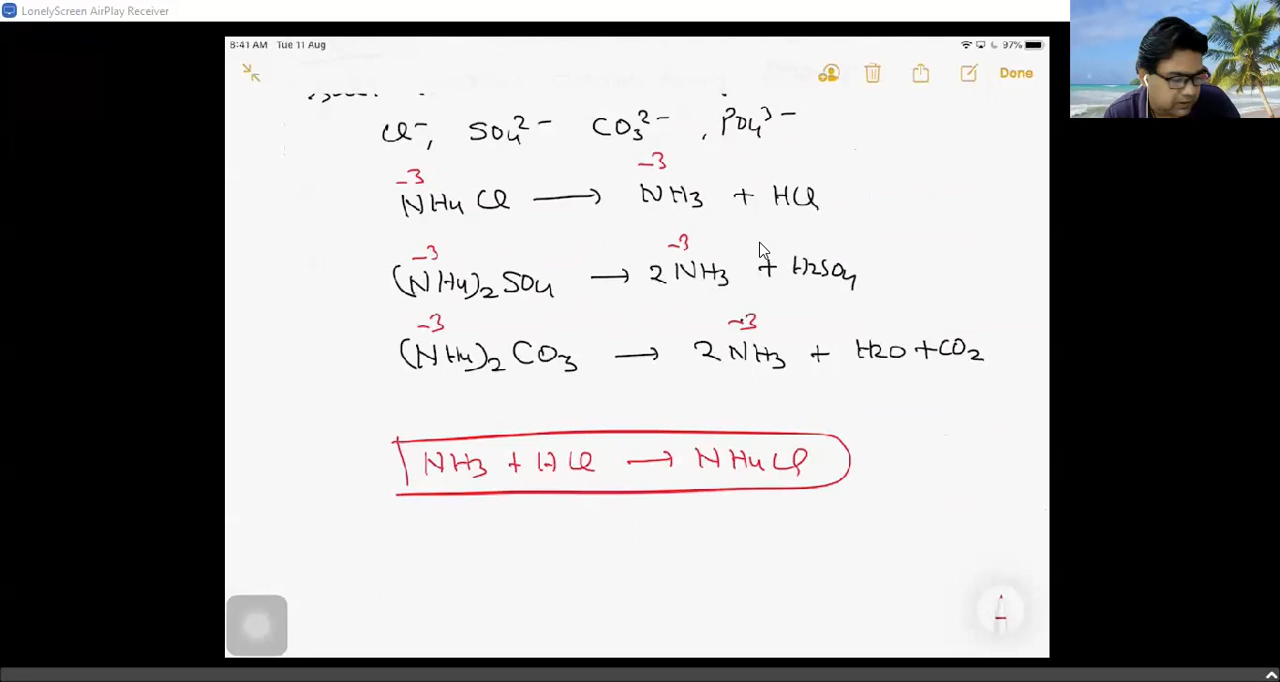 LonelyScreen AirPlay Receiver
8:41 AM Tue 11 Aug 97%
Done
Cl⁻, SO₄²⁻ CO₃²⁻, PO₄³⁻
-3 -3
NH₄Cl ⟶ NH₃ + HCl
-3 -3
(NH₄)₂SO₄ ⟶ 2NH₃ + H₂SO₄
-3 -3
(NH₄)₂CO₃ ⟶ 2NH₃ + H₂O + CO₂
NH₃ + HCl ⟶ NH₄Cl